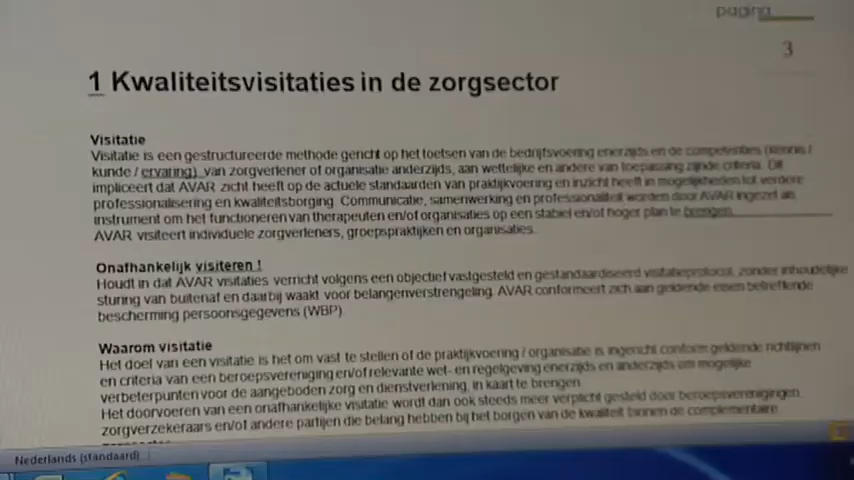 pagina
3
1 Kwaliteitsvisitaties in de zorgsector
Visitatie
Visitatie is een gestructureerde methode gericht op het toetsen van de bedrijfsvoering enerzijds en de competenties (kennis /
kunde / ervaring) van zorgverlener of organisatie anderzijds, aan wettelijke en andere van toepassing zijnde criteria. Dit
impliceert dat AVAR zicht heeft op de actuele standaarden van praktijkvoering en inzicht heeft in mogelijkheden tot verdere
professionalisering en kwaliteitsborging. Communicatie, samenwerking en professionaliteit worden door AVAR ingezet als
instrument om het functioneren van therapeuten en/of organisaties op een stabiel en/of hoger plan te brengen.
AVAR visiteert individuele zorgverleners, groepspraktijken en organisaties.
Onafhankelijk visiteren !
Houdt in dat AVAR visitaties verricht volgens een objectief vastgesteld en gestandaardiseerd visitatieprotocol, zonder inhoudelijke
sturing van buitenaf en daarbij waakt voor belangenverstrengeling. AVAR conformeert zich aan geldende eisen betreffende
bescherming persoonsgegevens (WBP).
Waarom visitatie
Het doel van een visitatie is het om vast te stellen of de praktijkvoering / organisatie is ingericht conform geldende richtlijnen
en criteria van een beroepsvereniging en/of relevante wet- en regelgeving enerzijds en anderzijds om mogelijke
verbeterpunten voor de aangeboden zorg en dienstverlening, in kaart te brengen.
Het doorvoeren van een onafhankelijke visitatie wordt dan ook steeds meer verplicht gesteld door beroepsverenigingen,
zorgverzekeraars en/of andere partijen die belang hebben bij het borgen van de kwaliteit binnen de complementaire
Nederlands (standaard)